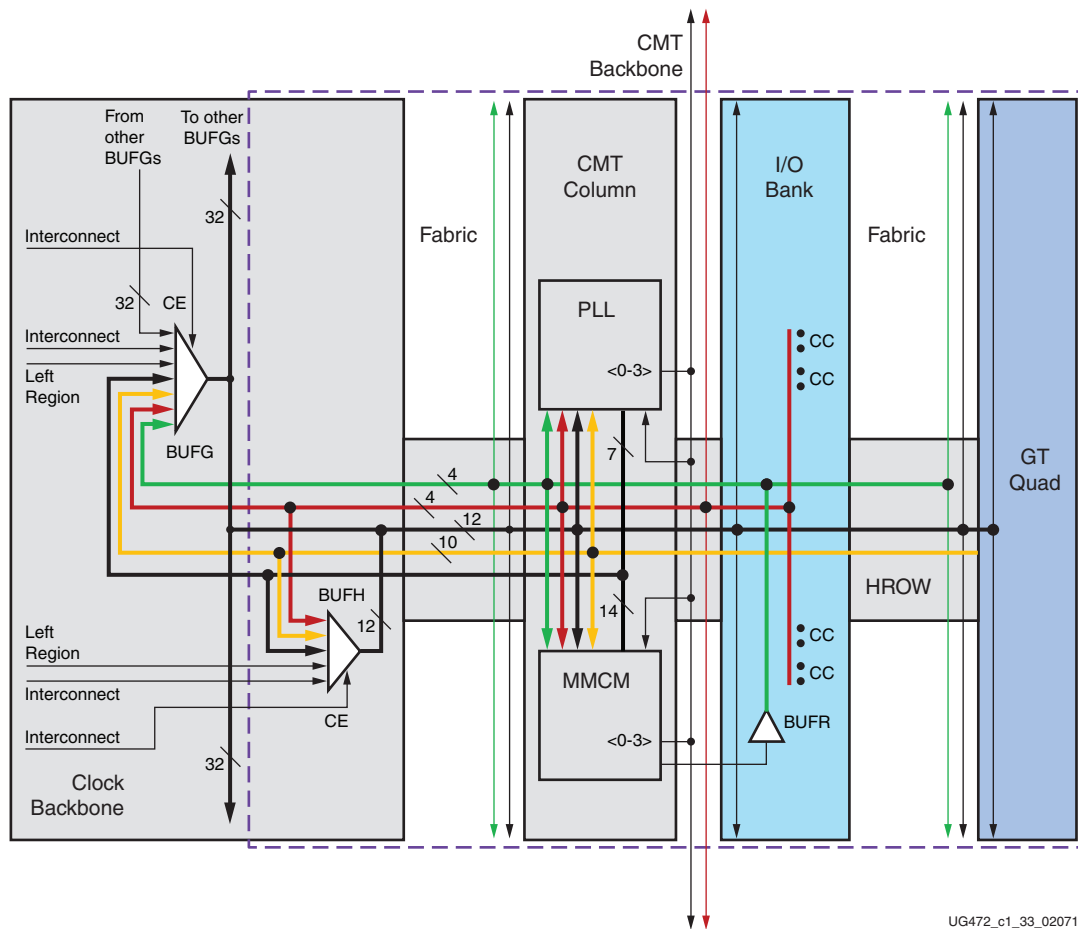 CMT
Backbone
From
other
BUFGs
To other
BUFGs
32
Interconnect
32
CE
Interconnect
Left
Region
BUFG
Fabric
CMT
Column
I/O
Bank
Fabric
PLL
<0-3>
CC
CC
7
4
4
12
10
GT
Quad
HROW
BUFH
12
14
Left
Region
Interconnect
CE
Interconnect
32
MMCM
<0-3>
CC
CC
BUFR
Clock
Backbone
UG472_c1_33_02071